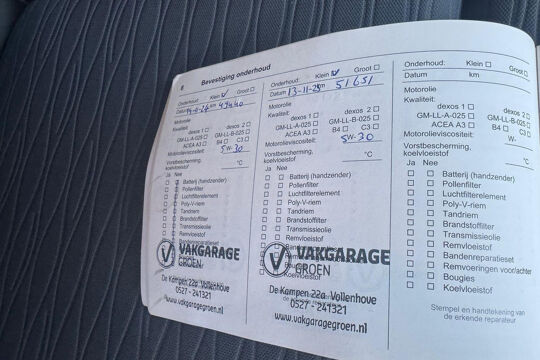 8 Bevestiging onderhoud
Onderhoud: Klein ☑ Groot ☐
Datum km
Motorolie
Kwaliteit:
dexos 1 ☐ dexos 2 ☐
GM-LL-A-025 ☐ GM-LL-B-025 ☐
ACEA A3 ☐ B4 ☐ C3 ☐
Motorolieviscositeit: 5W-30
Vorstbescherming,
koelvloeistof °C
Ja Nee
☐ ☐ Batterij (handzender)
☐ ☐ Pollenfilter
☐ ☐ Luchtfilterelement
☐ ☐ Poly-V-riem
☐ ☐ Tandriem
☐ ☐ Brandstoffilter
☐ ☐ Transmissieolie
☐ ☐ Remvloeistof
VAKGARAGE
GROEN
De Kampen 22a Vollenhove
0527 - 241321
www.vakgaragegroen.nl
Onderhoud: Klein ☑ Groot ☐
Datum 13-11-25 km 51651
Motorolie
Kwaliteit:
dexos 1 ☐ dexos 2 ☐
GM-LL-A-025 ☐ GM-LL-B-025 ☐
ACEA A3 ☐ B4 ☐ C3 ☐
Motorolieviscositeit: 5W-30
Vorstbescherming,
koelvloeistof °C
Ja Nee
☐ ☐ Batterij (handzender)
☐ ☐ Pollenfilter
☐ ☐ Luchtfilterelement
☐ ☐ Poly-V-riem
☐ ☐ Tandriem
☐ ☐ Brandstoffilter
☐ ☐ Transmissieolie
☐ ☐ Remvloeistof
VAKGARAGE
GROEN
De Kampen 22a Vollenhove
0527 - 241321
www.vakgaragegroen.nl
Onderhoud: Klein ☐ Groot ☐
Datum km
Motorolie
Kwaliteit:
dexos 1 ☐ dexos 2 ☐
GM-LL-A-025 ☐ GM-LL-B-025 ☐
ACEA A3 ☐ B4 ☐ C3 ☐
Motorolieviscositeit: W-
Vorstbescherming,
koelvloeistof °C
Ja Nee
☐ ☐ Batterij (handzender)
☐ ☐ Pollenfilter
☐ ☐ Luchtfilterelement
☐ ☐ Poly-V-riem
☐ ☐ Tandriem
☐ ☐ Brandstoffilter
☐ ☐ Transmissieolie
☐ ☐ Remvloeistof
☐ ☐ Bandenreparatieset
☐ ☐ Remvoeringen voor/achter
☐ ☐ Bougies
☐ ☐ Koelvloeistof
Stempel en handtekening van
de erkende reparateur